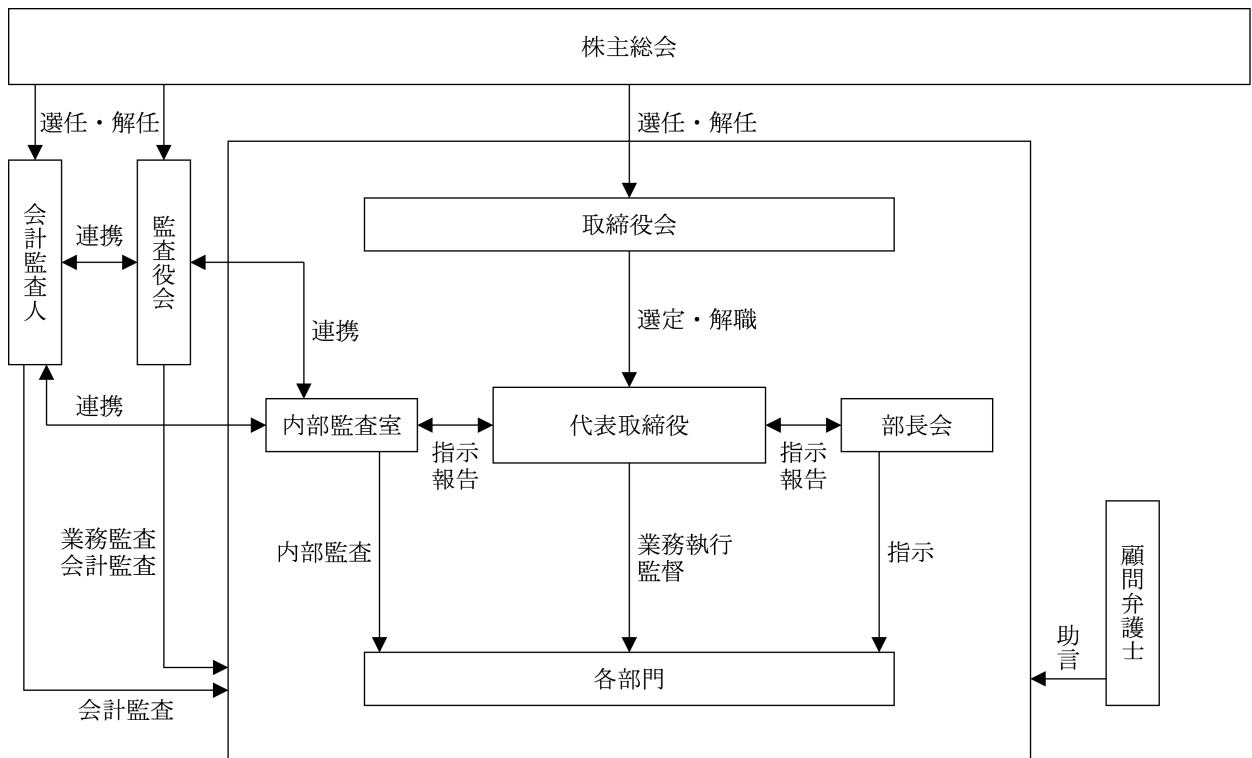 株主総会
選任・解任
選任・解任
会計監査人
連携
監査役会
取締役会
選定・解職
連携
連携
内部監査室
指示
報告
代表取締役
指示
報告
部長会
業務監査
会計監査
内部監査
業務執行
監督
指示
顧問弁護士
助言
各部門
会計監査